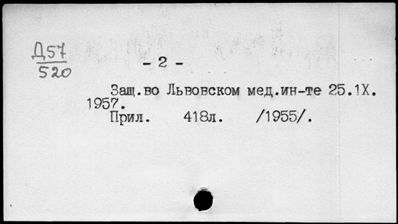 Д57
520
- 2 -
Защ.во Львовском мед.ин-те 25.IX.
1957.
Прил. 418л. /1955/.